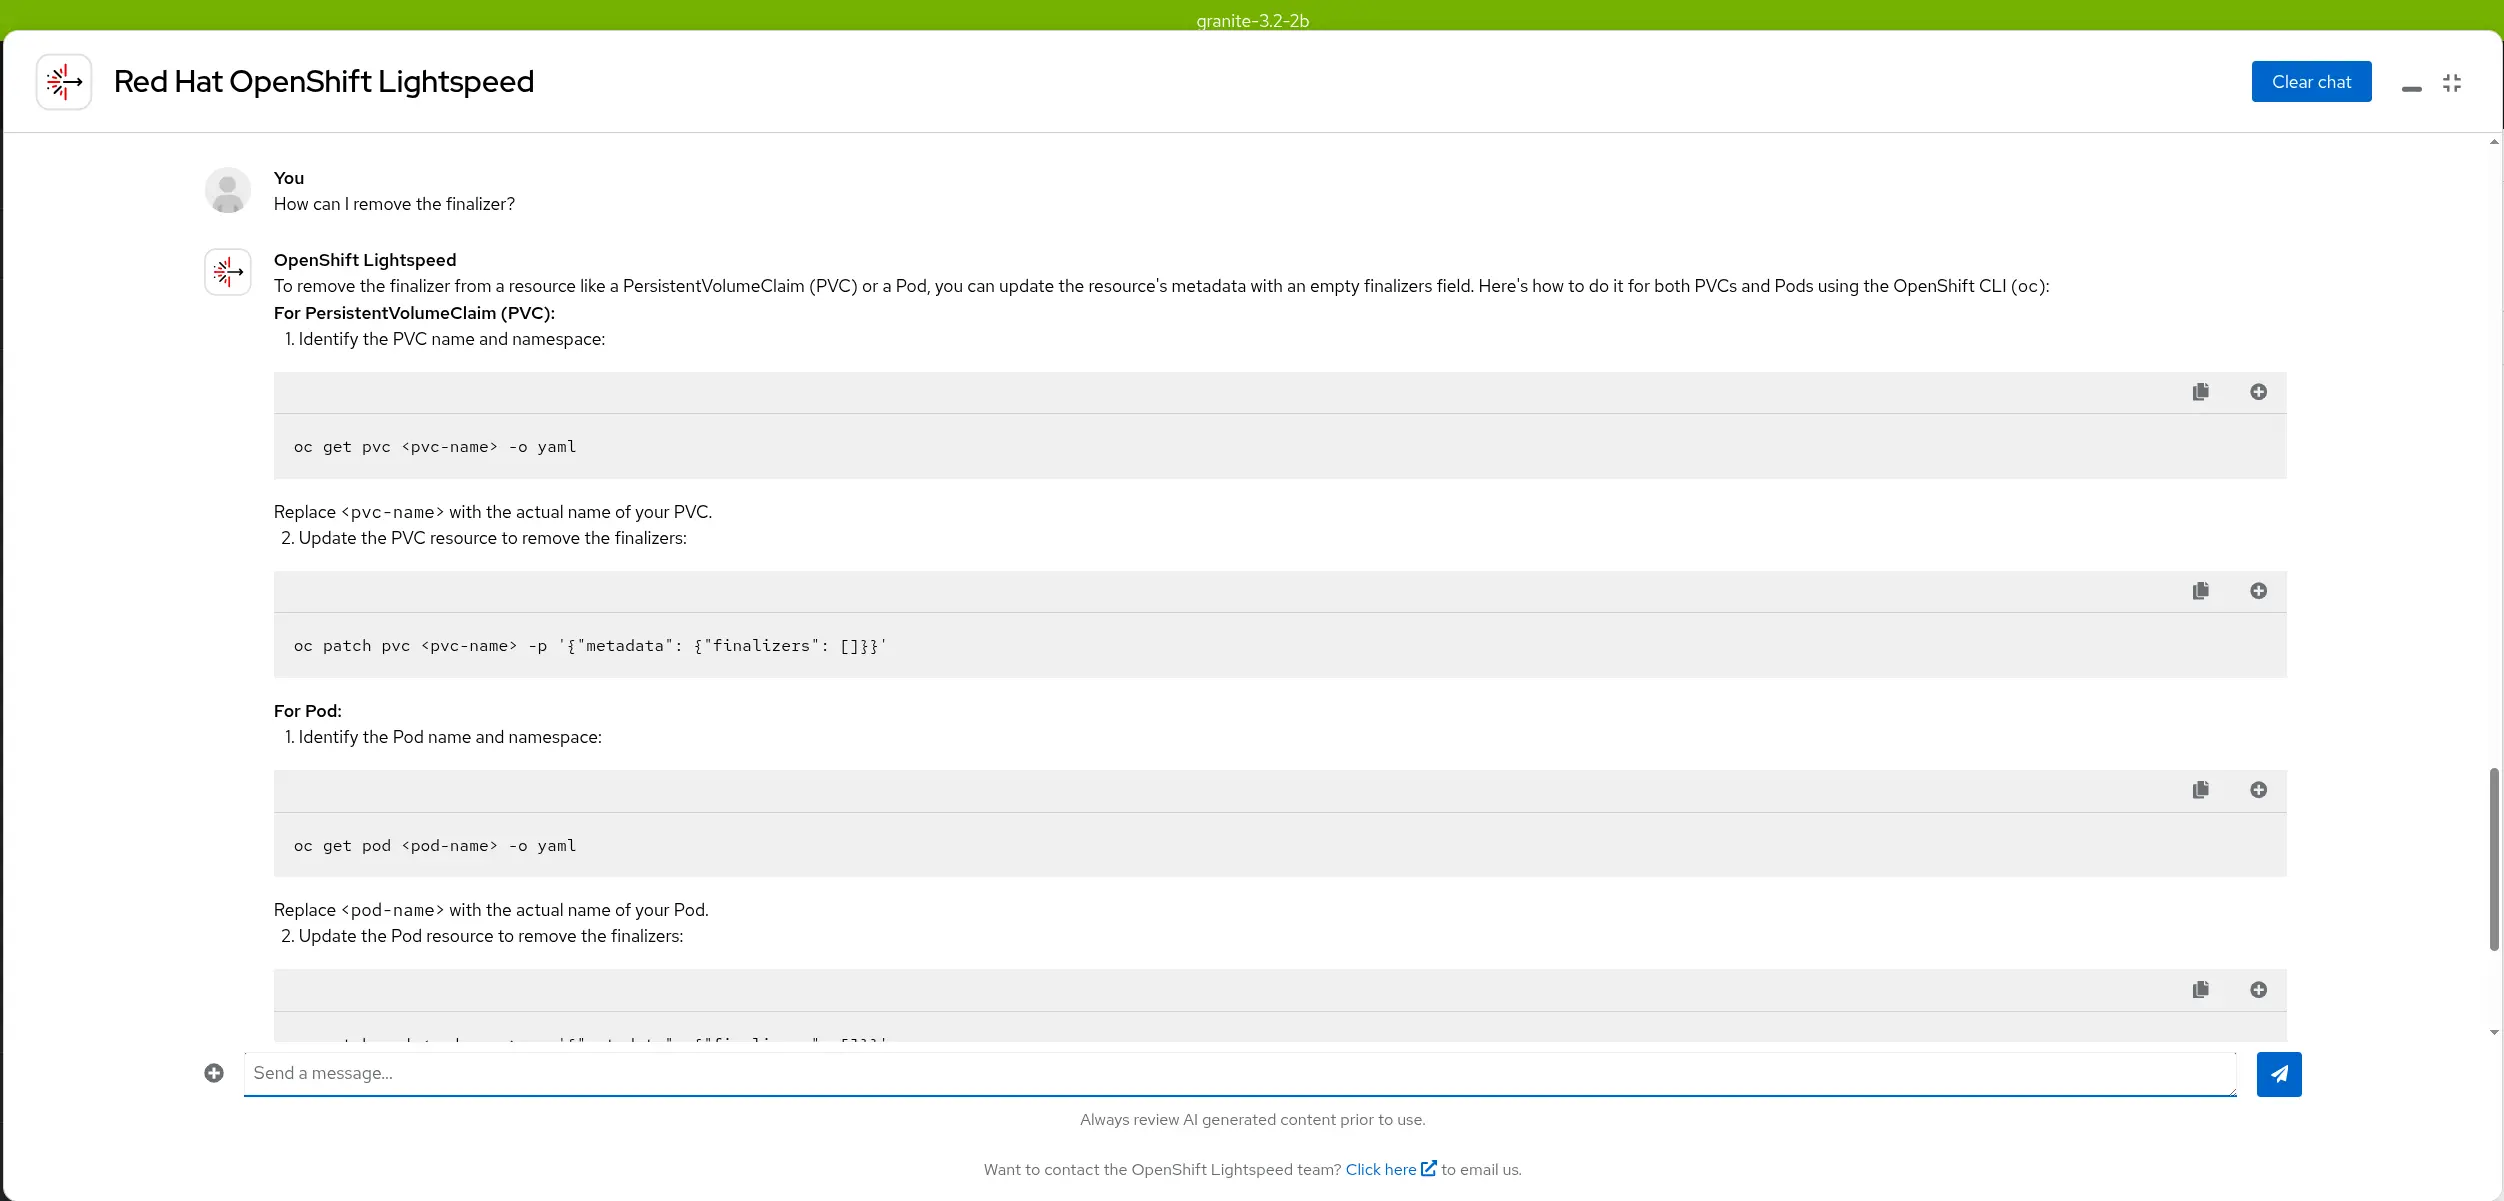 granite-3.2-2b
Red Hat OpenShift Lightspeed
Clear chat
You
How can I remove the finalizer?
OpenShift Lightspeed
To remove the finalizer from a resource like a PersistentVolumeClaim (PVC) or a Pod, you can update the resource's metadata with an empty finalizers field. Here's how to do it for both PVCs and Pods using the OpenShift CLI (oc):
For PersistentVolumeClaim (PVC):
1. Identify the PVC name and namespace:
oc get pvc <pvc-name> -o yaml
Replace <pvc-name> with the actual name of your PVC.
2. Update the PVC resource to remove the finalizers:
oc patch pvc <pvc-name> -p '{"metadata": {"finalizers": []}}'
For Pod:
1. Identify the Pod name and namespace:
oc get pod <pod-name> -o yaml
Replace <pod-name> with the actual name of your Pod.
2. Update the Pod resource to remove the finalizers:
Send a message...
Always review AI generated content prior to use.
Want to contact the OpenShift Lightspeed team? Click here to email us.